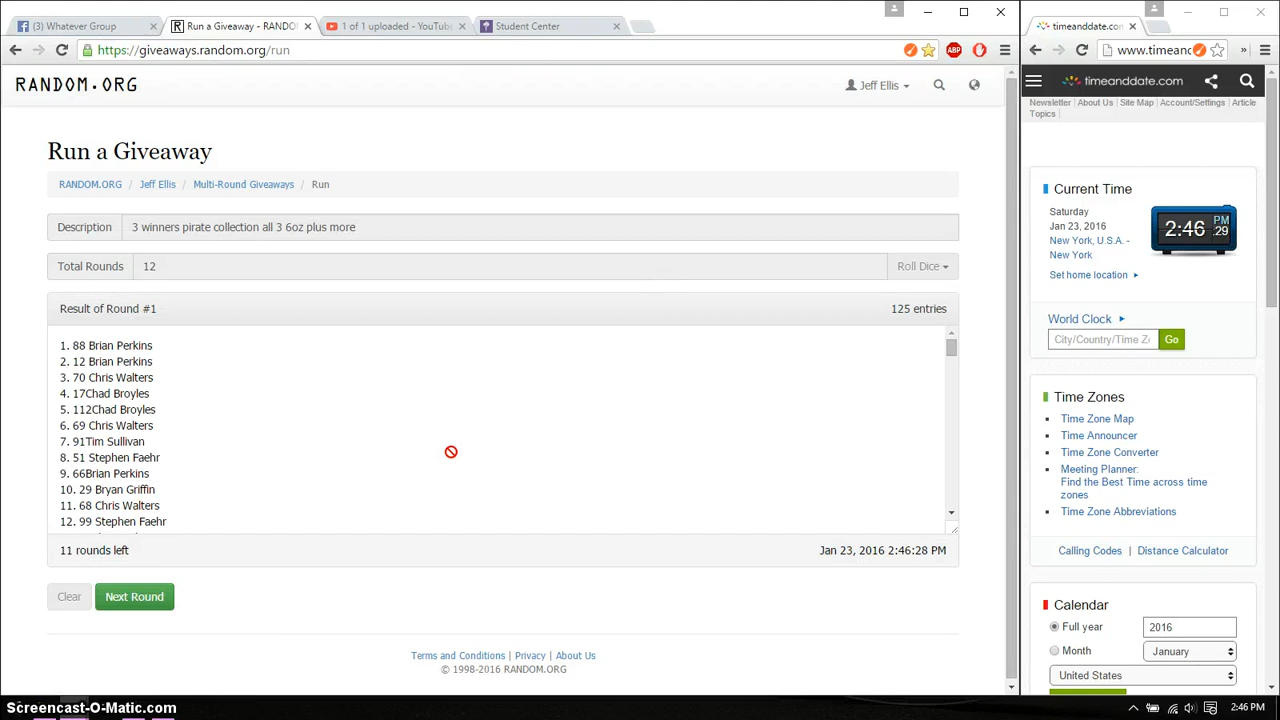 (3) Whatever Group
Run a Giveaway - RANDO
1 of 1 uploaded - YouTube
Student Center
timeanddate.com
https://giveaways.random.org/run
ABP
www.timeand
»
RANDOM.ORG
Jeff Ellis
timeanddate.com
Newsletter | About Us | Site Map | Account/Settings | Article
Topics |
Run a Giveaway
RANDOM.ORG / Jeff Ellis / Multi-Round Giveaways / Run
Description 3 winners pirate collection all 3 6oz plus more
Total Rounds 12 Roll Dice
Result of Round #1 125 entries
1. 88 Brian Perkins
2. 12 Brian Perkins
3. 70 Chris Walters
4. 17Chad Broyles
5. 112Chad Broyles
6. 69 Chris Walters
7. 91Tim Sullivan
8. 51 Stephen Faehr
9. 66Brian Perkins
10. 29 Bryan Griffin
11. 68 Chris Walters
12. 99 Stephen Faehr
11 rounds left Jan 23, 2016 2:46:28 PM
Clear Next Round
Terms and Conditions | Privacy | About Us
© 1998-2016 RANDOM.ORG
Current Time
Saturday
Jan 23, 2016
New York, U.S.A. -
New York
2:46 PM :29
Set home location
World Clock
City/Country/Time Z Go
Time Zones
Time Zone Map
Time Announcer
Time Zone Converter
Meeting Planner:
Find the Best Time across time
zones
Time Zone Abbreviations
Calling Codes | Distance Calculator
Calendar
Full year 2016
Month January
United States
Screencast-O-Matic.com
2:46 PM